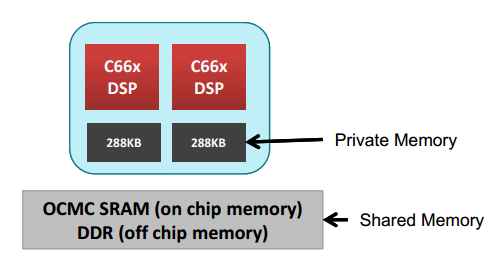 C66x
DSP
C66x
DSP
288KB
288KB
Private Memory
OCMC SRAM (on chip memory)
DDR (off chip memory)
Shared Memory